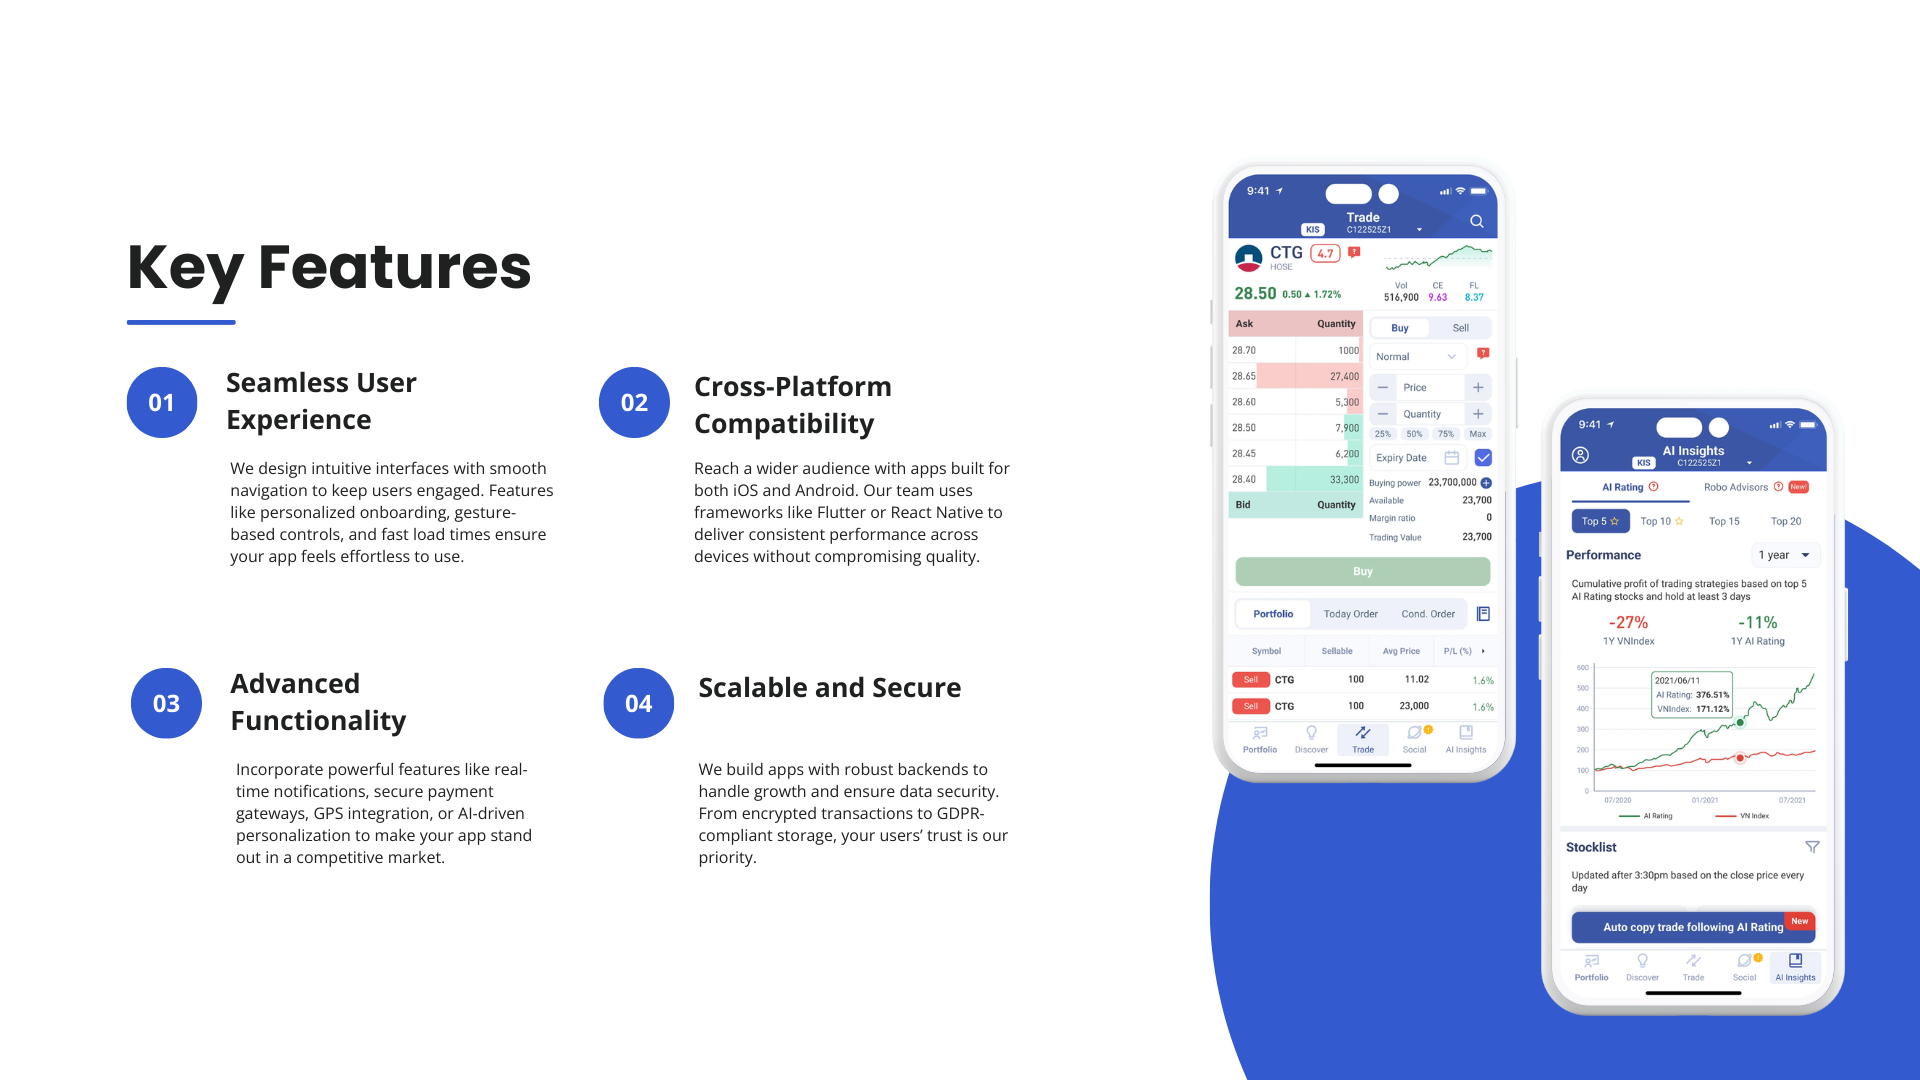 Key Features
01
Seamless User
Experience
We design intuitive interfaces with smooth
navigation to keep users engaged. Features
like personalized onboarding, gesture-
based controls, and fast load times ensure
your app feels effortless to use.
02
Cross-Platform
Compatibility
Reach a wider audience with apps built for
both iOS and Android. Our team uses
frameworks like Flutter or React Native to
deliver consistent performance across
devices without compromising quality.
03
Advanced
Functionality
Incorporate powerful features like real-
time notifications, secure payment
gateways, GPS integration, or AI-driven
personalization to make your app stand
out in a competitive market.
04
Scalable and Secure
We build apps with robust backends to
handle growth and ensure data security.
From encrypted transactions to GDPR-
compliant storage, your users’ trust is our
priority.
9:41
Trade
KIS C122525Z1
CTG 4.7 ?
HOSE
28.50 0.50 ▲ 1.72%
Vol CE FL
516,900 9.63 8.37
Ask Quantity
28.70 1000
28.65 27,400
28.60 5,300
28.50 7,900
28.45 6,200
28.40 33,300
Bid Quantity
Buy Sell
Normal ?
− Price +
− Quantity +
25% 50% 75% Max
Expiry Date
Buying power 23,700,000 +
Available 23,700
Margin ratio 0
Trading Value 23,700
Buy
Portfolio Today Order Cond. Order
Symbol Sellable Avg Price P/L (%)
Sell CTG 100 11.02 1.6%
Sell CTG 100 23,000 1.6%
Portfolio Discover Trade Social AI Insights
9:41
AI Insights
KIS C122525Z1
AI Rating ? Robo Advisors ? New!
Top 5 Top 10 Top 15 Top 20
Performance 1 year
Cumulative profit of trading strategies based on top 5
AI Rating stocks and hold at least 3 days
-27% -11%
1Y VNIndex 1Y AI Rating
600
500
400
300
200
100
0
2021/06/11
AI Rating: 376.51%
VNIndex: 171.12%
07/2020 01/2021 07/2021
AI Rating VN Index
Stocklist
Updated after 3:30pm based on the close price every
day
Auto copy trade following AI Rating New
Portfolio Discover Trade Social AI Insights